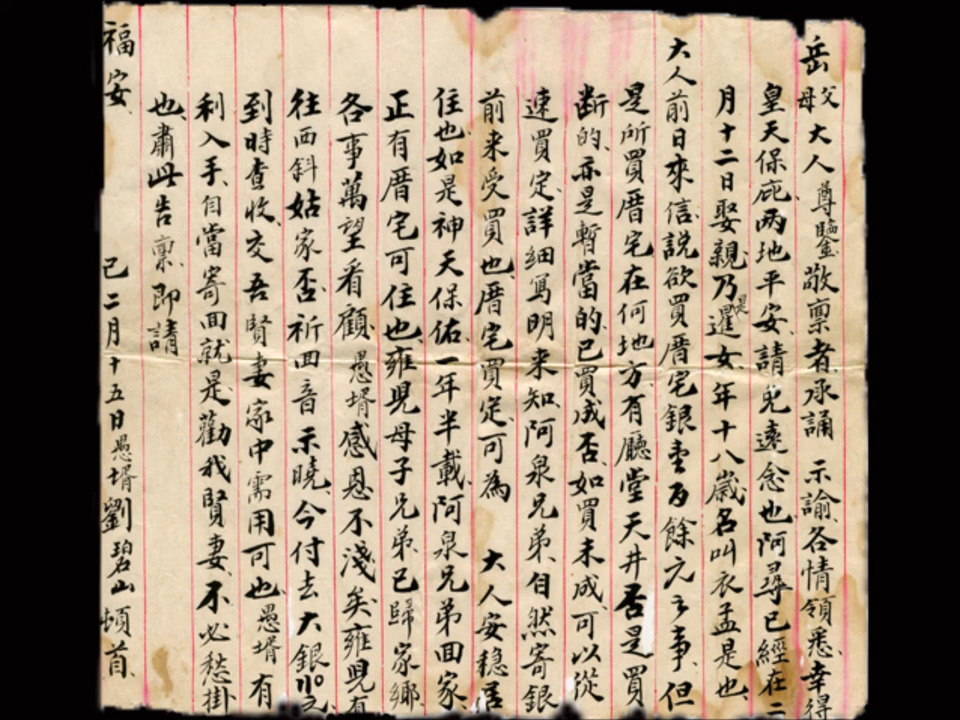 岳父母大人尊鑒敬禀者承誦 示諭各情領悉幸得
皇天保庇兩地平安請免遠念也阿尋已經在二
月十二日娶親乃是暹女年十八歲名叫衣孟是也
大人前日來信說欲買厝宅銀壹百餘元之事但
是所買厝宅在何地方有廳堂天井否是買
断的亦是暫當的已買成否如買未成可以從
速買定詳細寫明來知阿泉兄弟自然寄銀
前来受買也厝宅買定可為 大人安穩居
住也如是神天保佑一年半載阿泉兄弟回家
正有厝宅可住也雍児母子兄弟已歸家鄉
各事萬望看顧愚壻感恩不淺矣雍児有
往西斜姑家否祈回音示曉今付去大銀元
到時查收交吾賢妻家中需用可也愚壻有
利入手自當寄回就是勸我賢妻不必愁掛
也肅此告禀即請
福安 己二月十五日愚壻劉碧山頓首